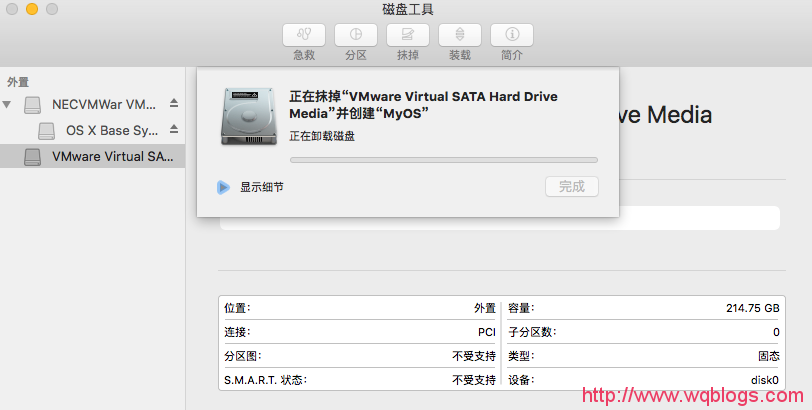 磁盘工具
急救
分区
抹掉
装载
简介
外置
NECVMWar VM...
OS X Base Sy...
VMware Virtual SA...
正在抹掉“VMware Virtual SATA Hard Drive
Media”并创建“MyOS”
正在卸载磁盘
显示细节
完成
ve Media
位置:
外置
容量:
214.75 GB
连接:
PCI
子分区数:
0
分区图:
不受支持
类型:
固态
S.M.A.R.T. 状态:
不受支持
设备:
disk0
http://www.wqblogs.com